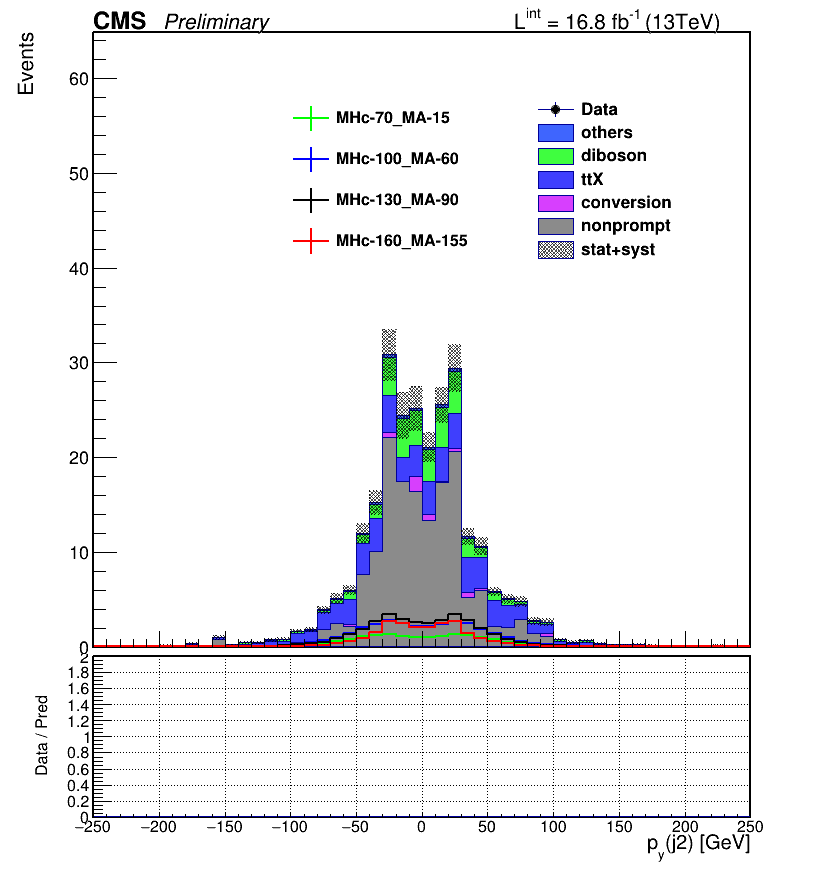 CMS Preliminary L^int = 16.8 fb^-1 (13TeV)
Events
60
50
40
30
20
10
0
MHc-70_MA-15
MHc-100_MA-60
MHc-130_MA-90
MHc-160_MA-155
Data
others
diboson
ttX
conversion
nonprompt
stat+syst
Data / Pred
2
1.8
1.6
1.4
1.2
1
0.8
0.6
0.4
0.2
0
−250 −200 −150 −100 −50 0 50 100 150 200 250
p_y(j2) [GeV]